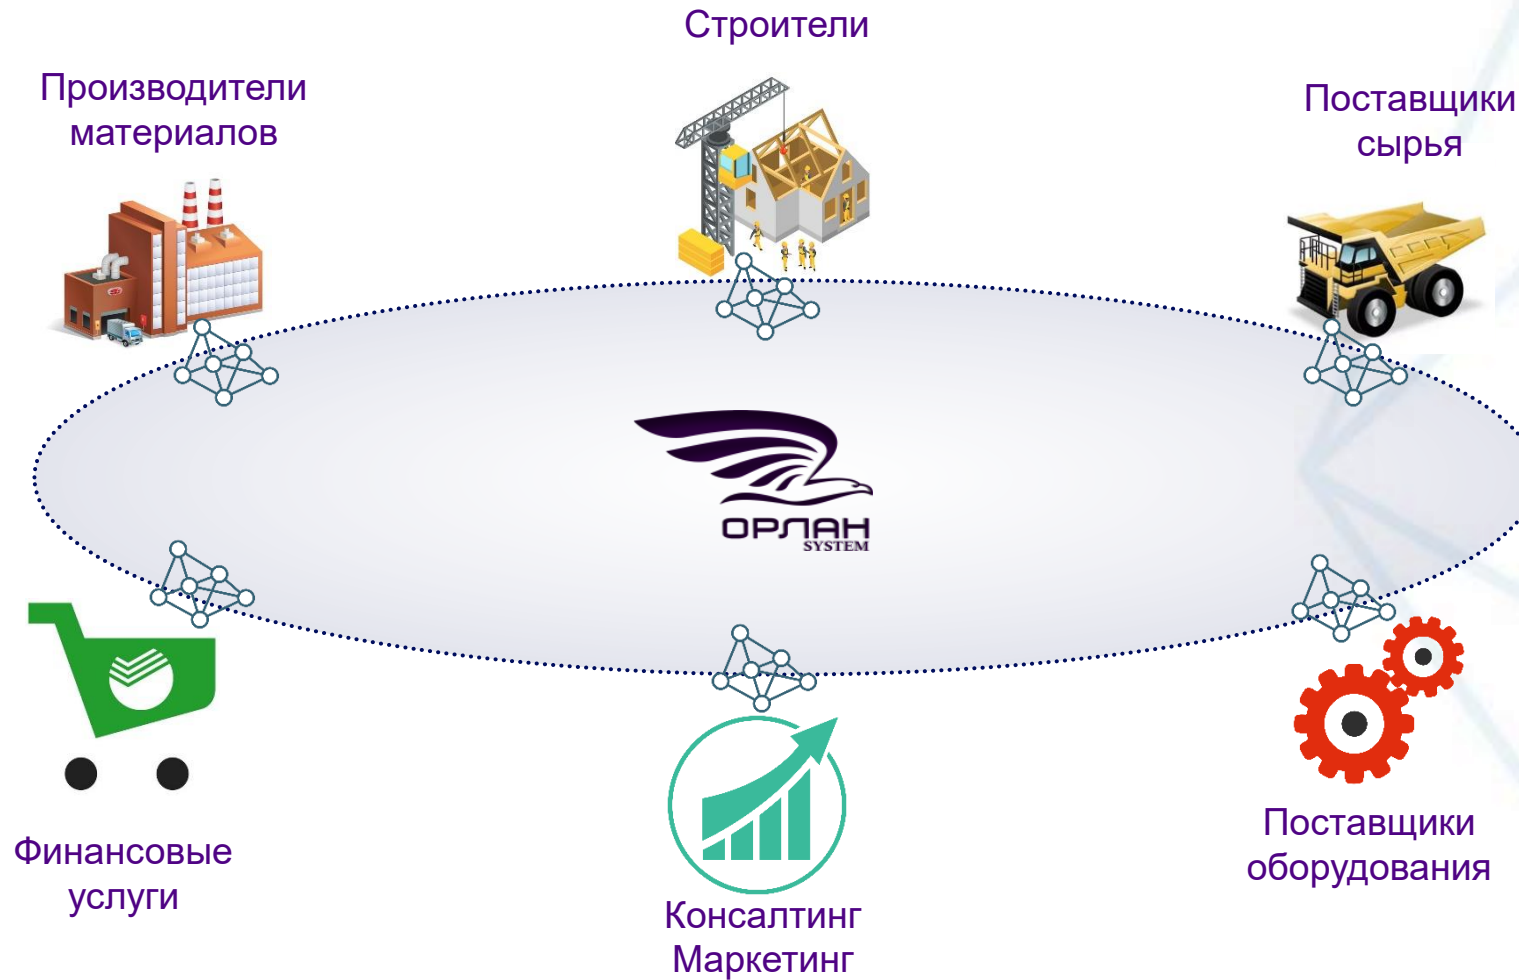 Строители
Производители
материалов
Поставщики
сырья
ОРЛАН
SYSTEM
Финансовые
услуги
Консалтинг
Маркетинг
Поставщики
оборудования